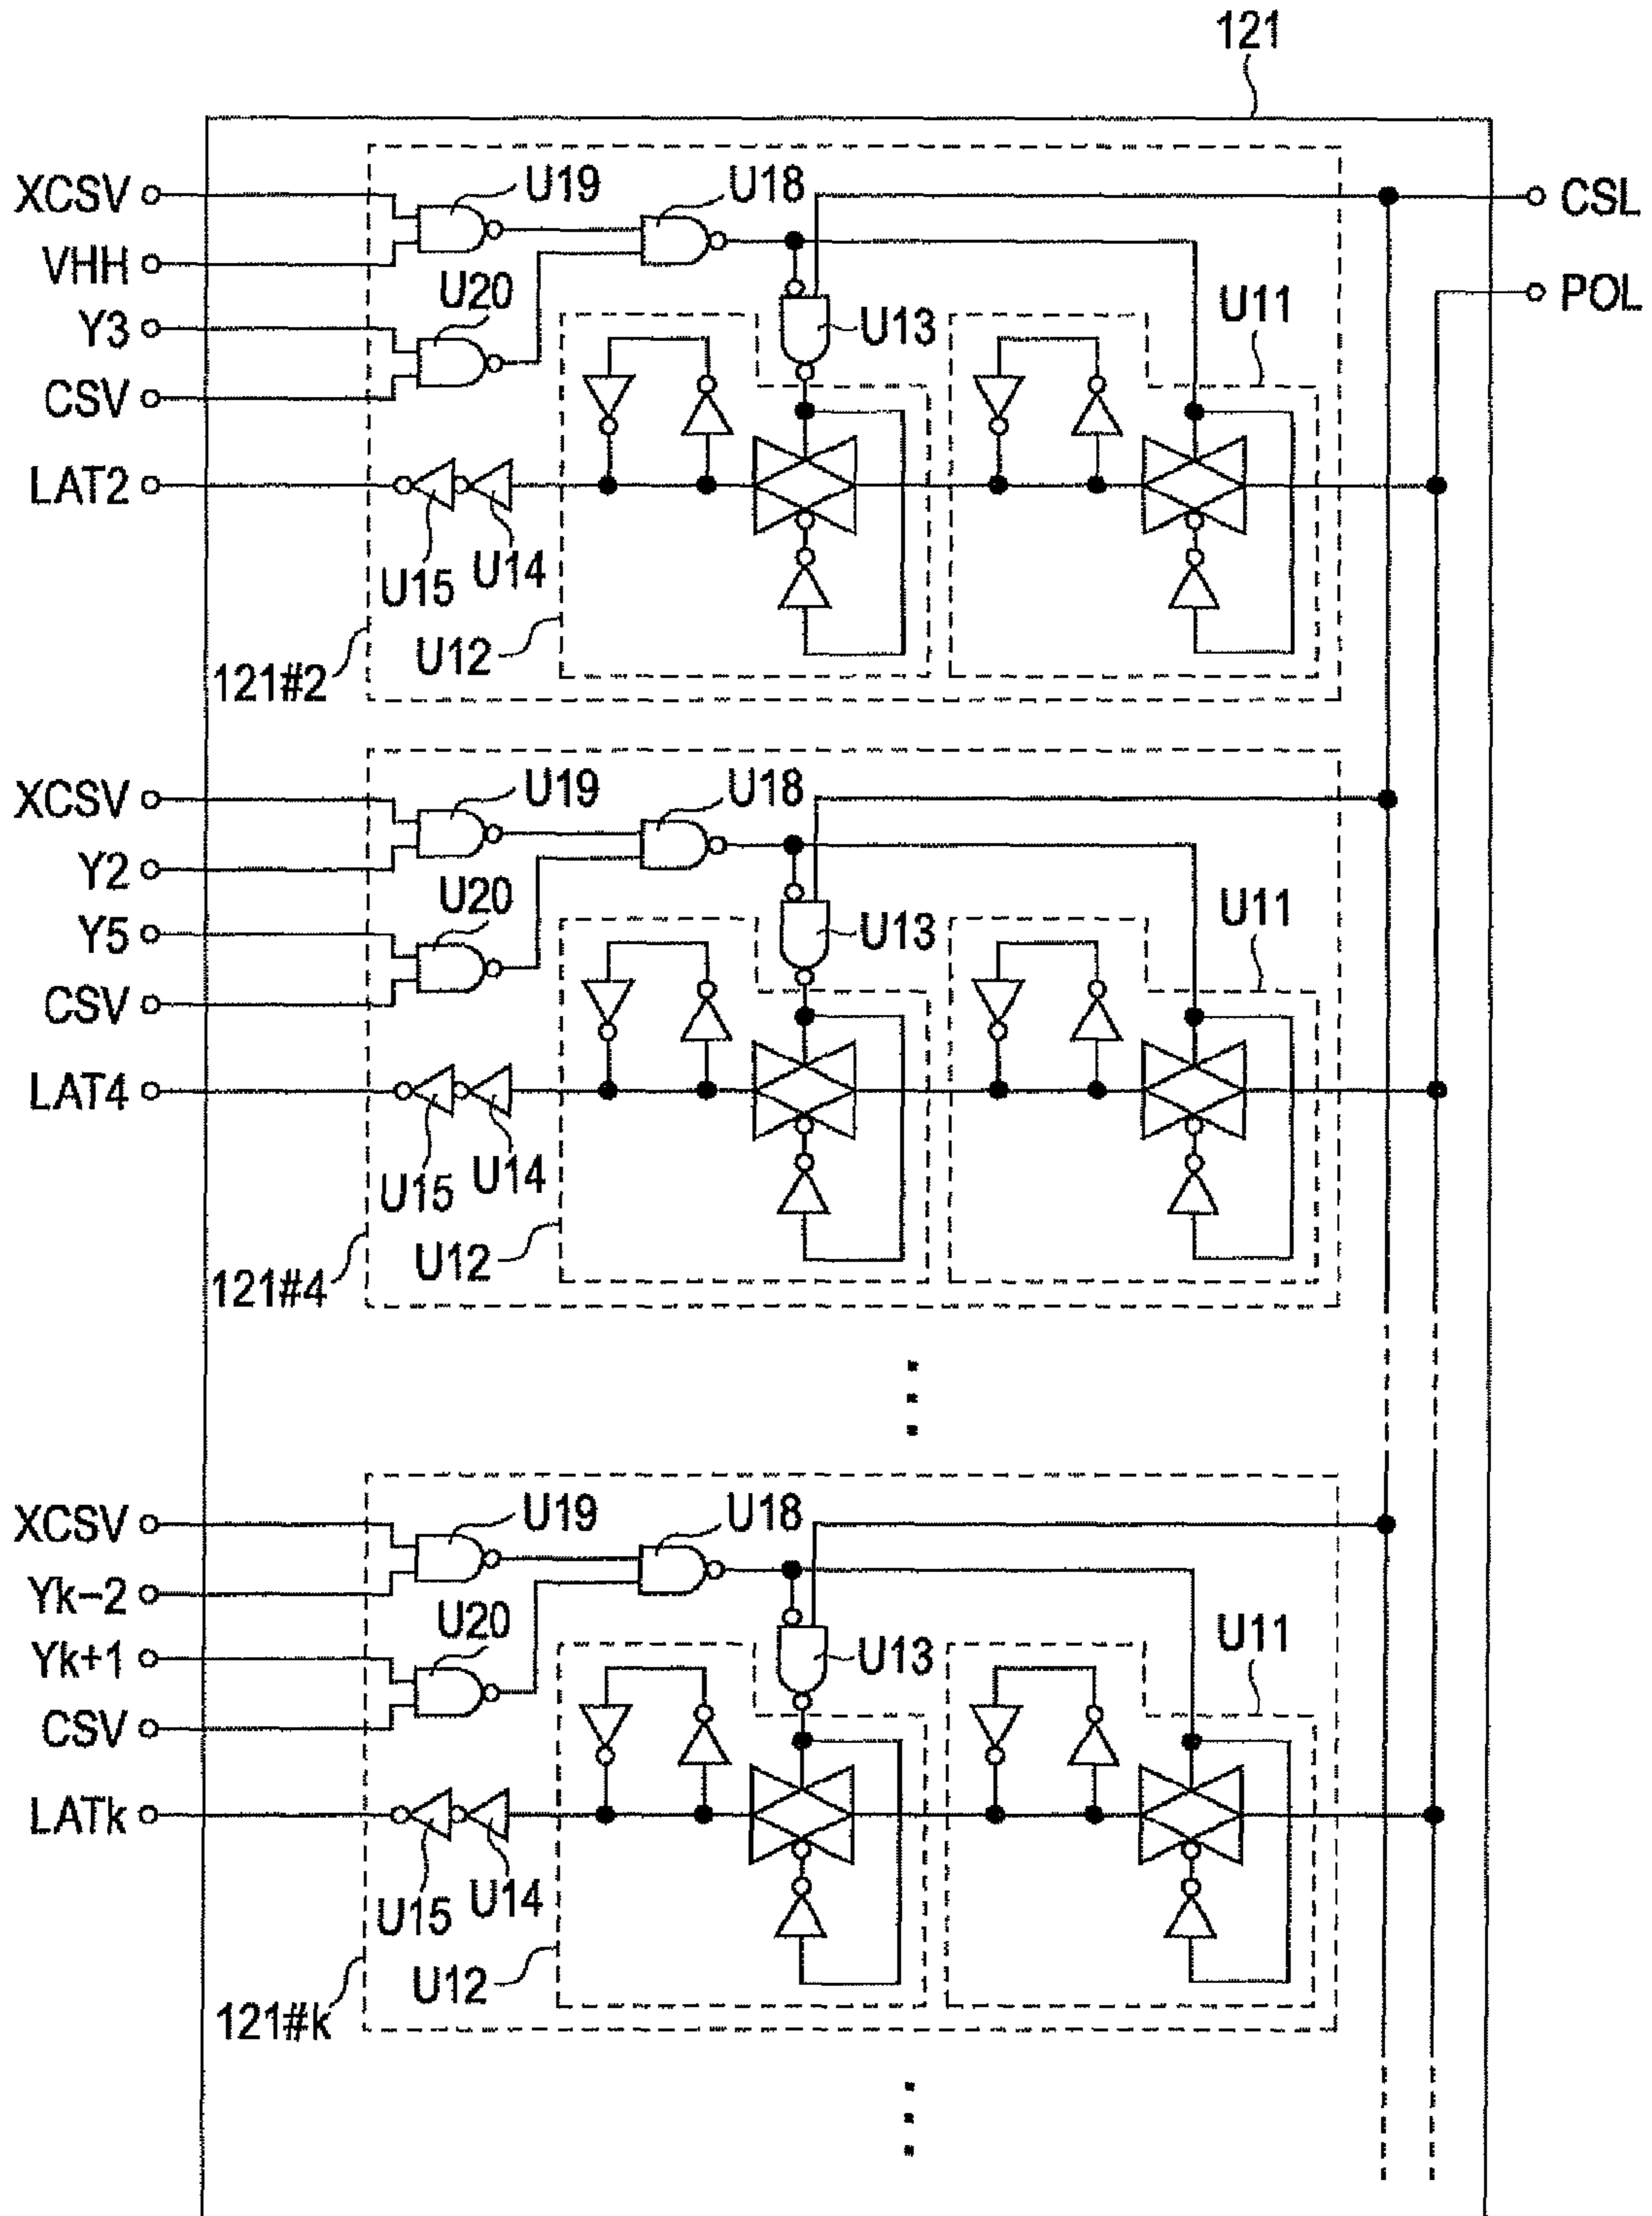 121
XCSV
U19
U18
CSL
VHH
POL
U20
U11
Y3
U13
CSV
LAT2
U15
U14
U12
121#2
XCSV
U19
U18
Y2
U20
U11
Y5
U13
CSV
LAT4
U15
U14
U12
121#4
XCSV
U19
U18
Yk-2
U20
U11
Yk+1
U13
CSV
LATk
U15
U14
U12
121#k